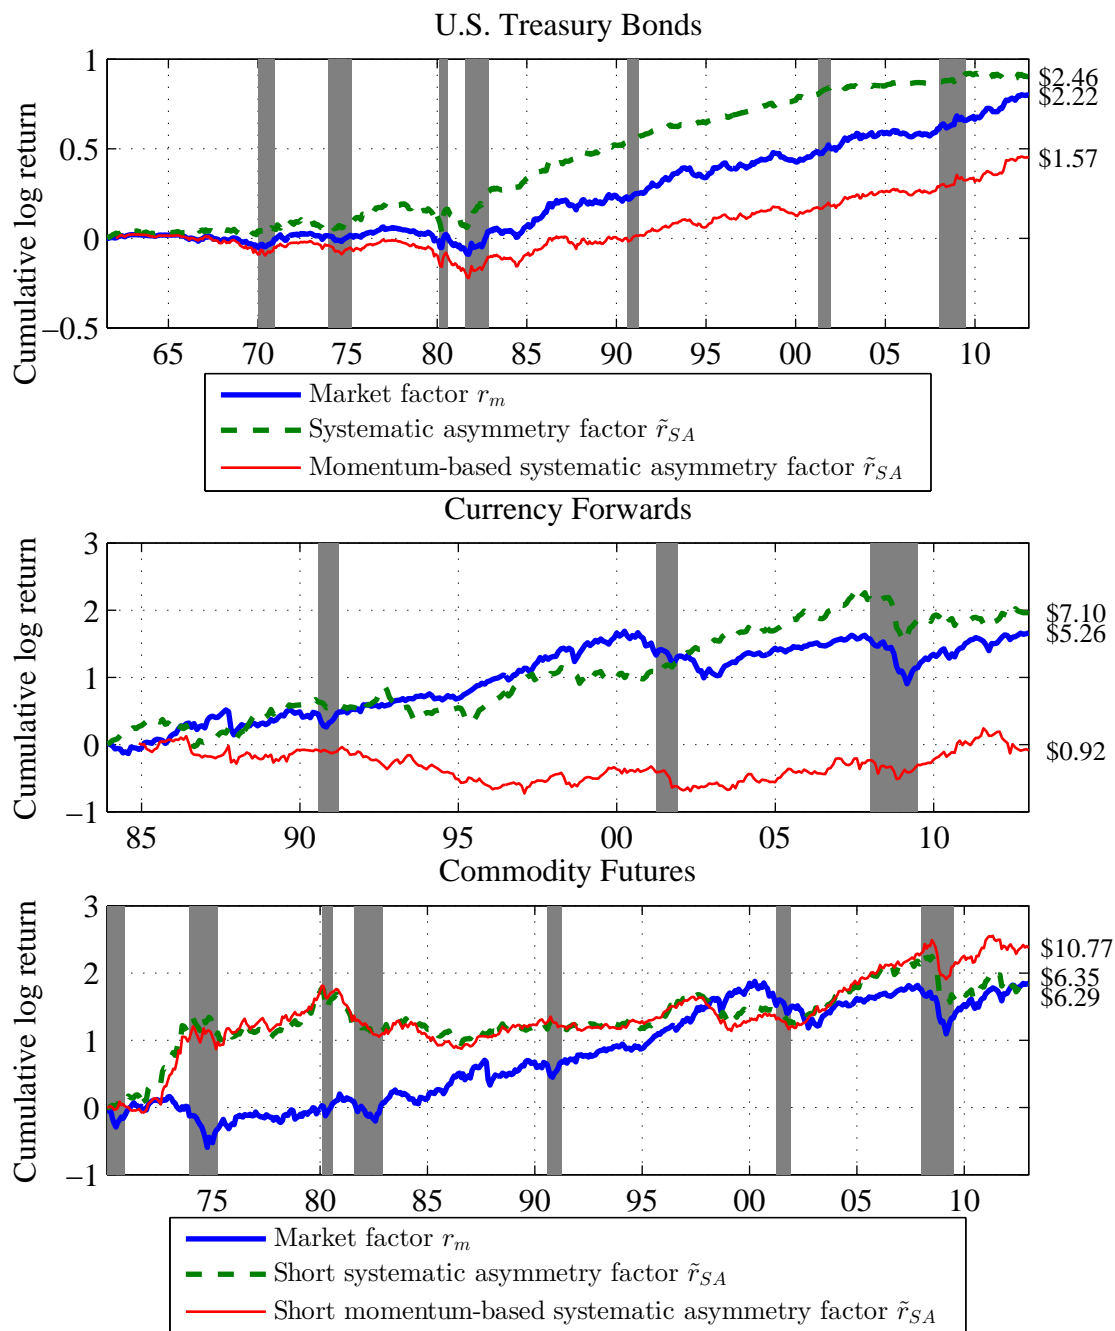 U.S. Treasury Bonds
Cumulative log return
1
0.5
0
−0.5
$2.46
$2.22
$1.57
65 70 75 80 85 90 95 00 05 10
Market factor r_m
Systematic asymmetry factor r̃_SA
Momentum-based systematic asymmetry factor r̃_SA
Currency Forwards
Cumulative log return
3
2
1
0
−1
$7.10
$5.26
$0.92
85 90 95 00 05 10
Commodity Futures
Cumulative log return
3
2
1
0
−1
$10.77
$6.35
$6.29
75 80 85 90 95 00 05 10
Market factor r_m
Short systematic asymmetry factor r̃_SA
Short momentum-based systematic asymmetry factor r̃_SA